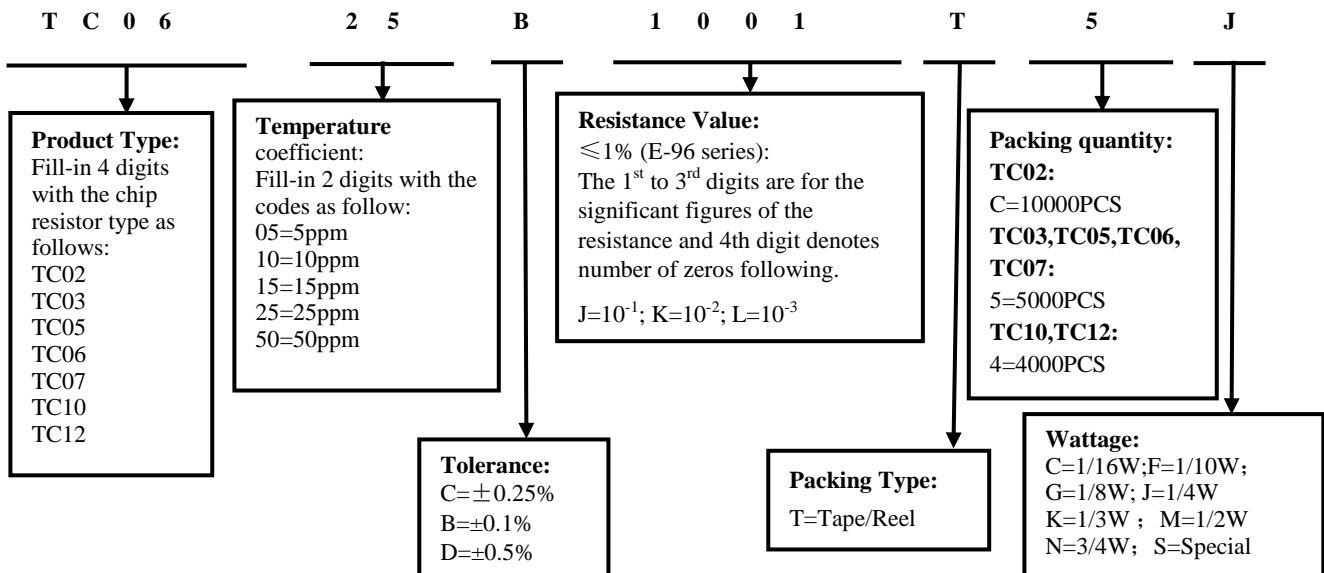 T C 0 6 2 5 B 1 0 0 1 T 5 J
Product Type:
Fill-in 4 digits
with the chip
resistor type as
follows:
TC02
TC03
TC05
TC06
TC07
TC10
TC12
Temperature
coefficient:
Fill-in 2 digits with the
codes as follow:
05=5ppm
10=10ppm
15=15ppm
25=25ppm
50=50ppm
Tolerance:
C=±0.25%
B=±0.1%
D=±0.5%
Resistance Value:
≤1% (E-96 series):
The 1st to 3rd digits are for the
significant figures of the
resistance and 4th digit denotes
number of zeros following.
J=10-1; K=10-2; L=10-3
Packing Type:
T=Tape/Reel
Packing quantity:
TC02:
C=10000PCS
TC03,TC05,TC06,
TC07:
5=5000PCS
TC10,TC12:
4=4000PCS
Wattage:
C=1/16W;F=1/10W;
G=1/8W; J=1/4W
K=1/3W ; M=1/2W
N=3/4W; S=Special